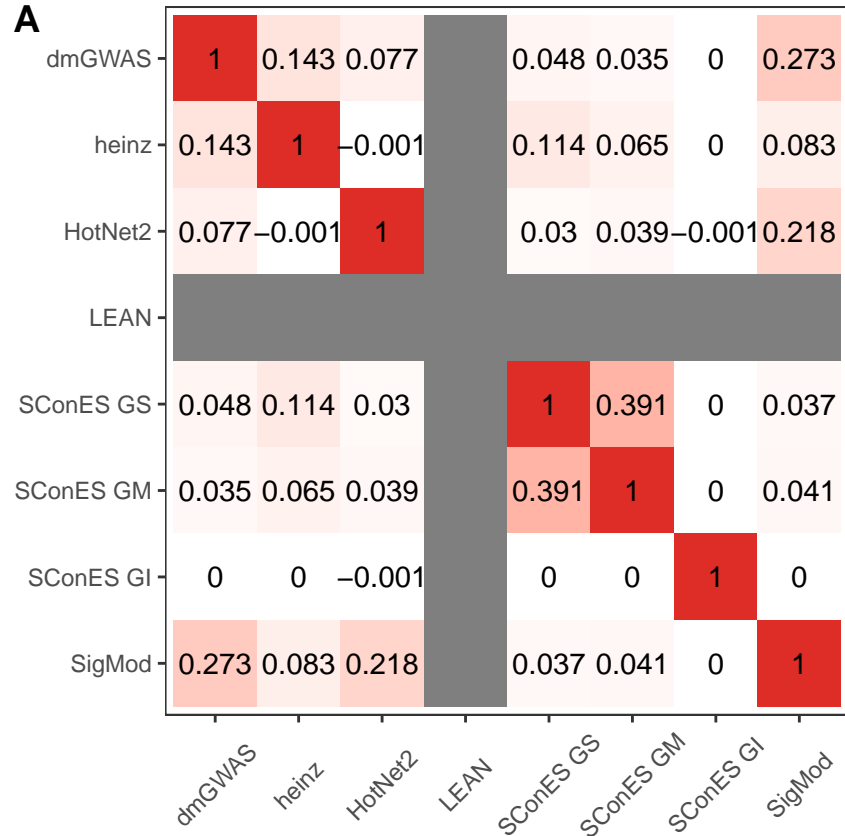 A
dmGWAS 1 0.143 0.077 0.048 0.035 0 0.273
heinz 0.143 1 −0.001 0.114 0.065 0 0.083
HotNet2 0.077 −0.001 1 0.03 0.039 −0.001 0.218
LEAN
SConES GS 0.048 0.114 0.03 1 0.391 0 0.037
SConES GM 0.035 0.065 0.039 0.391 1 0 0.041
SConES GI 0 0 −0.001 0 0 1 0
SigMod 0.273 0.083 0.218 0.037 0.041 0 1
dmGWAS heinz HotNet2 LEAN SConES GS SConES GM SConES GI SigMod